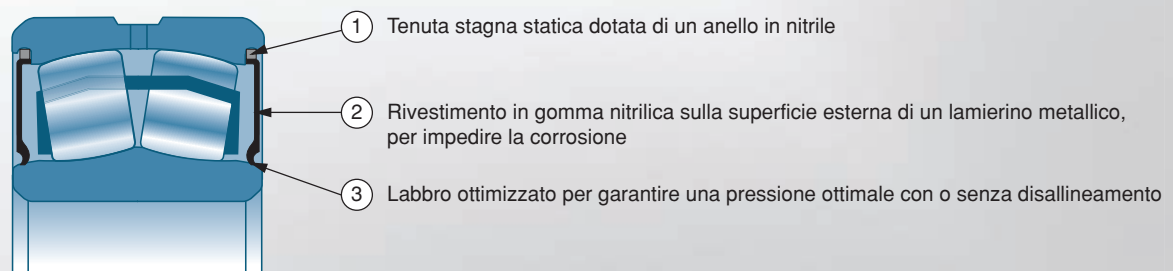 1 Tenuta stagna statica dotata di un anello in nitrile
2 Rivestimento in gomma nitrilica sulla superficie esterna di un lamierino metallico,
per impedire la corrosione
3 Labbro ottimizzato per garantire una pressione ottimale con o senza disallineamento